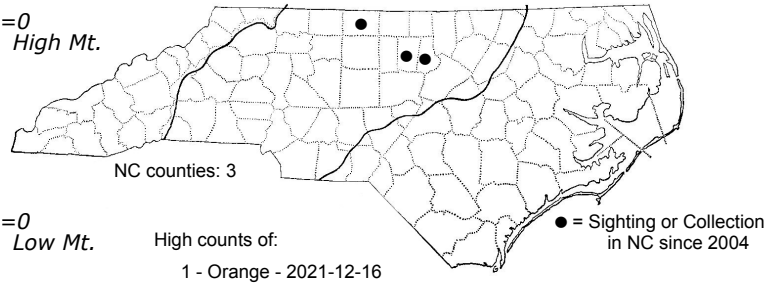 =0
High Mt.
NC counties: 3
=0
Low Mt.
High counts of:
1 - Orange - 2021-12-16
● = Sighting or Collection
in NC since 2004